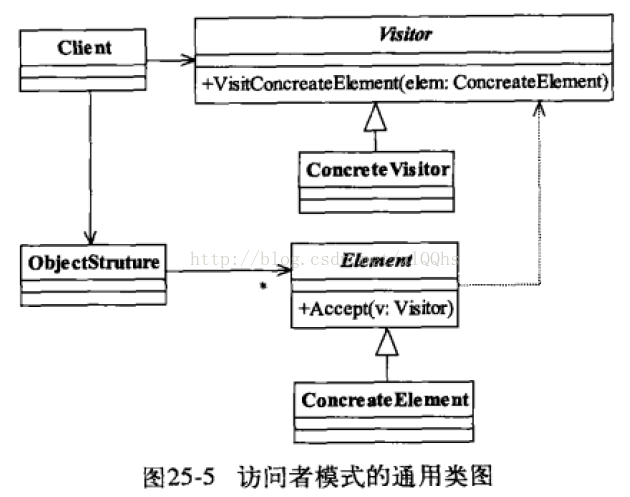 Client
Visitor
+VisitConcreateElement(elem: ConcreateElement)
ConcreteVisitor
ObjectStruture
http://blog.csd
QQhs
Element
*
+Accept(v: Visitor)
ConcreateElement
图25-5 访问者模式的通用类图